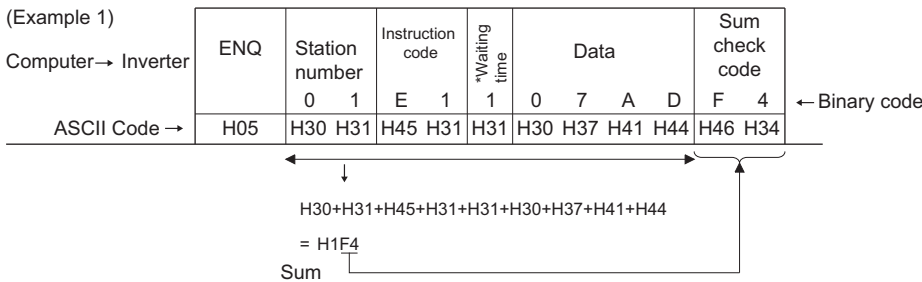 (Example 1)
Computer→ Inverter
ENQ
Station
number
Instruction
code
*Waiting
time
Data
Sum
check
code
0 1 E 1 1 0 7 A D F 4 ←Binary code
ASCII Code → H05 H30 H31 H45 H31 H31 H30 H37 H41 H44 H46 H34
H30+H31+H45+H31+H31+H30+H37+H41+H44
= H1F4
Sum